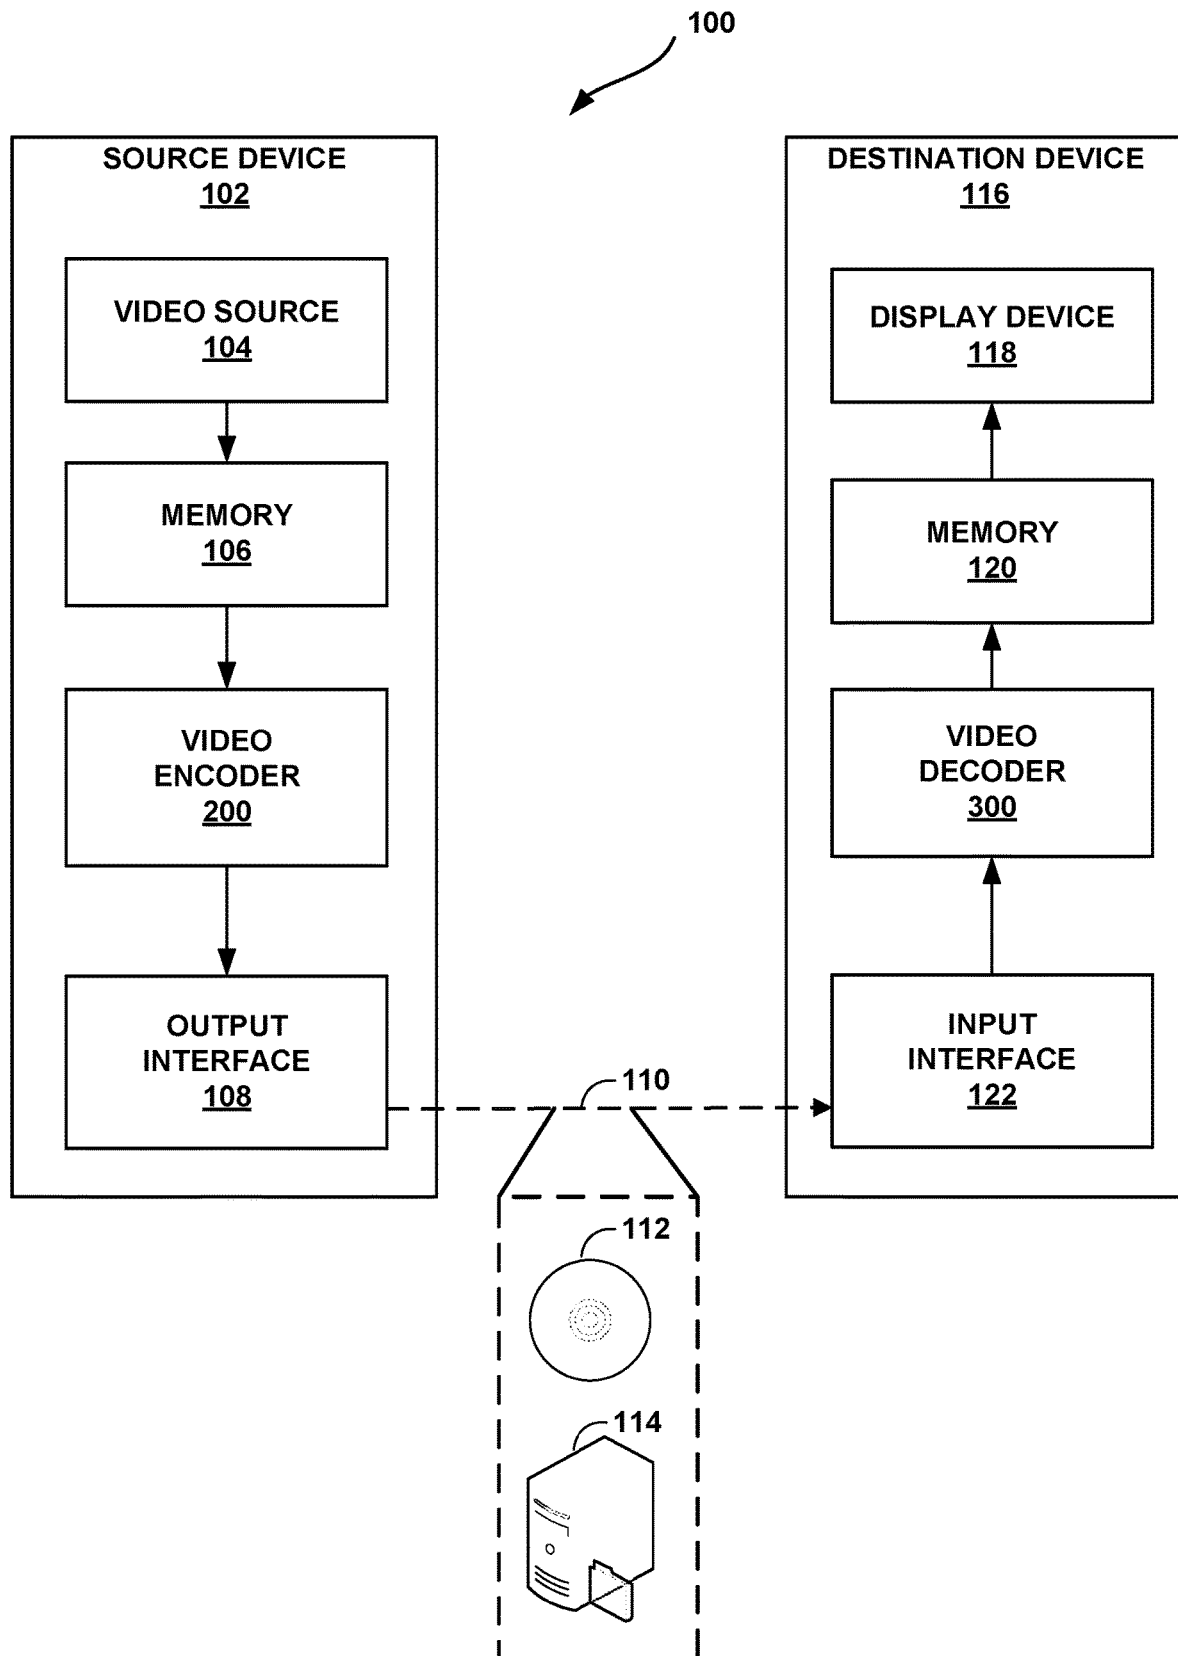 100
SOURCE DEVICE
102
VIDEO SOURCE
104
MEMORY
106
VIDEO
ENCODER
200
OUTPUT
INTERFACE
108
DESTINATION DEVICE
116
DISPLAY DEVICE
118
MEMORY
120
VIDEO
DECODER
300
INPUT
INTERFACE
122
110
112
114